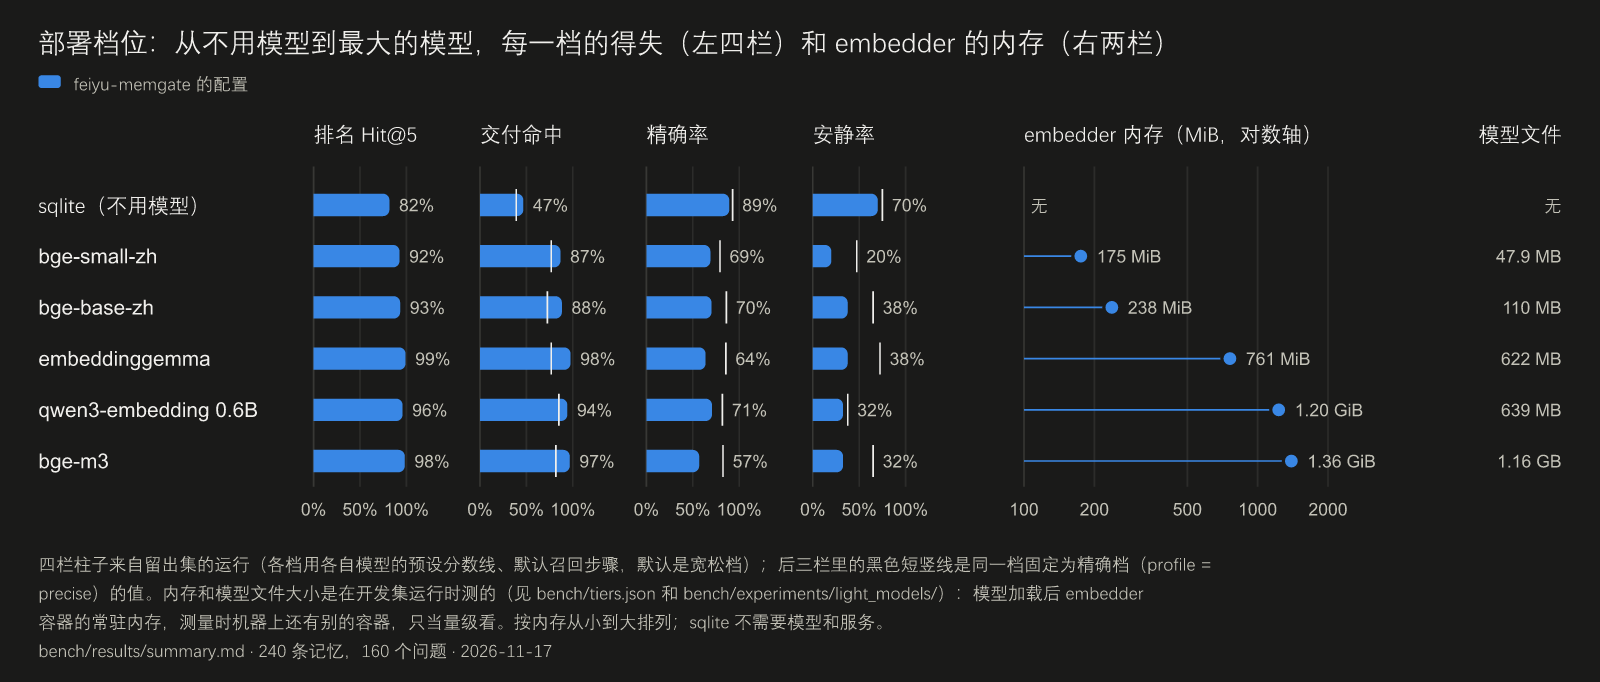 部署档位：从不用模型到最大的模型，每一档的得失（左四栏）和 embedder 的内存（右两栏）
feiyu-memgate 的配置
排名 Hit@5 交付命中 精确率 安静率 embedder 内存（MiB，对数轴） 模型文件
sqlite（不用模型） 82% 47% 89% 70% 无 无
bge-small-zh 92% 87% 69% 20% 175 MiB 47.9 MB
bge-base-zh 93% 88% 70% 38% 238 MiB 110 MB
embeddinggemma 99% 98% 64% 38% 761 MiB 622 MB
qwen3-embedding 0.6B 96% 94% 71% 32% 1.20 GiB 639 MB
bge-m3 98% 97% 57% 32% 1.36 GiB 1.16 GB
0% 50% 100% 0% 50% 100% 0% 50% 100% 0% 50% 100% 100 200 500 1000 2000
四栏柱子来自留出集的运行（各档用各自模型的预设分数线、默认召回步骤，默认是宽松档）；后三栏里的黑色短竖线是同一档固定为精确档（profile =
precise）的值。内存和模型文件大小是在开发集运行时测的（见 bench/tiers.json 和 bench/experiments/light_models/）：模型加载后 embedder
容器的常驻内存，测量时机器上还有别的容器，只当量级看。按内存从小到大排列；sqlite 不需要模型和服务。
bench/results/summary.md · 240 条记忆，160 个问题 · 2026-11-17